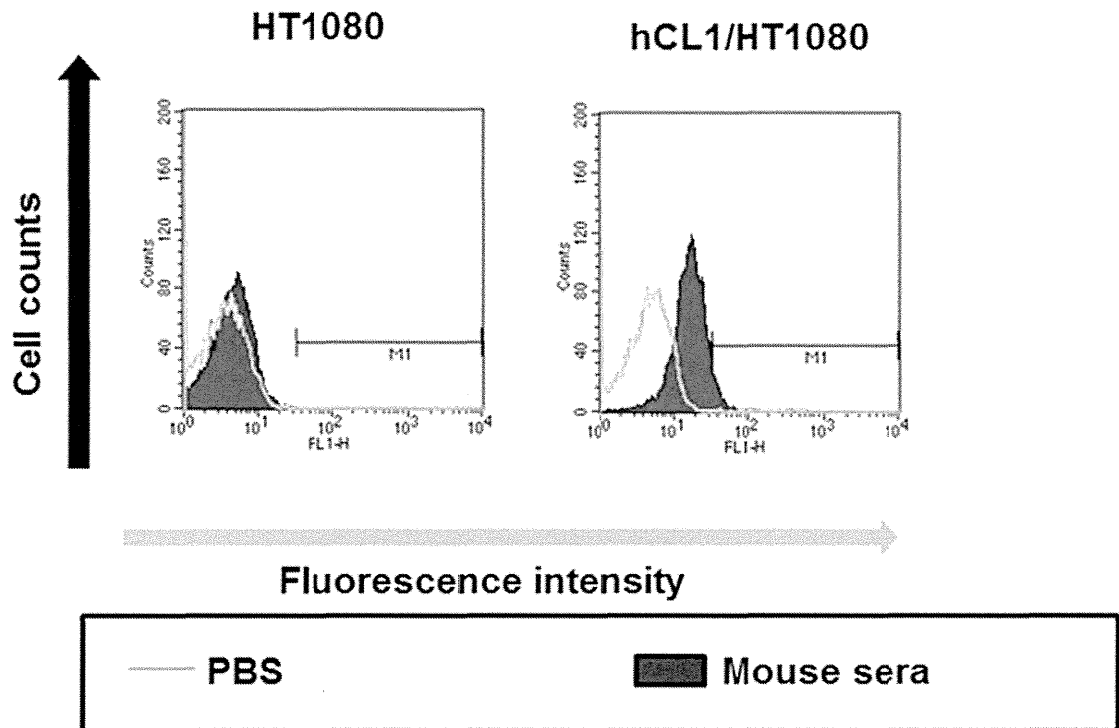 HT1080
hCL1/HT1080
Cell counts
Counts
200
160
120
80
40
0
M1
10^0
10^1
10^2
10^3
10^4
FL1-H
Counts
200
160
120
80
40
0
M1
10^0
10^1
10^2
10^3
10^4
FL1-H
Fluorescence intensity
PBS
Mouse sera